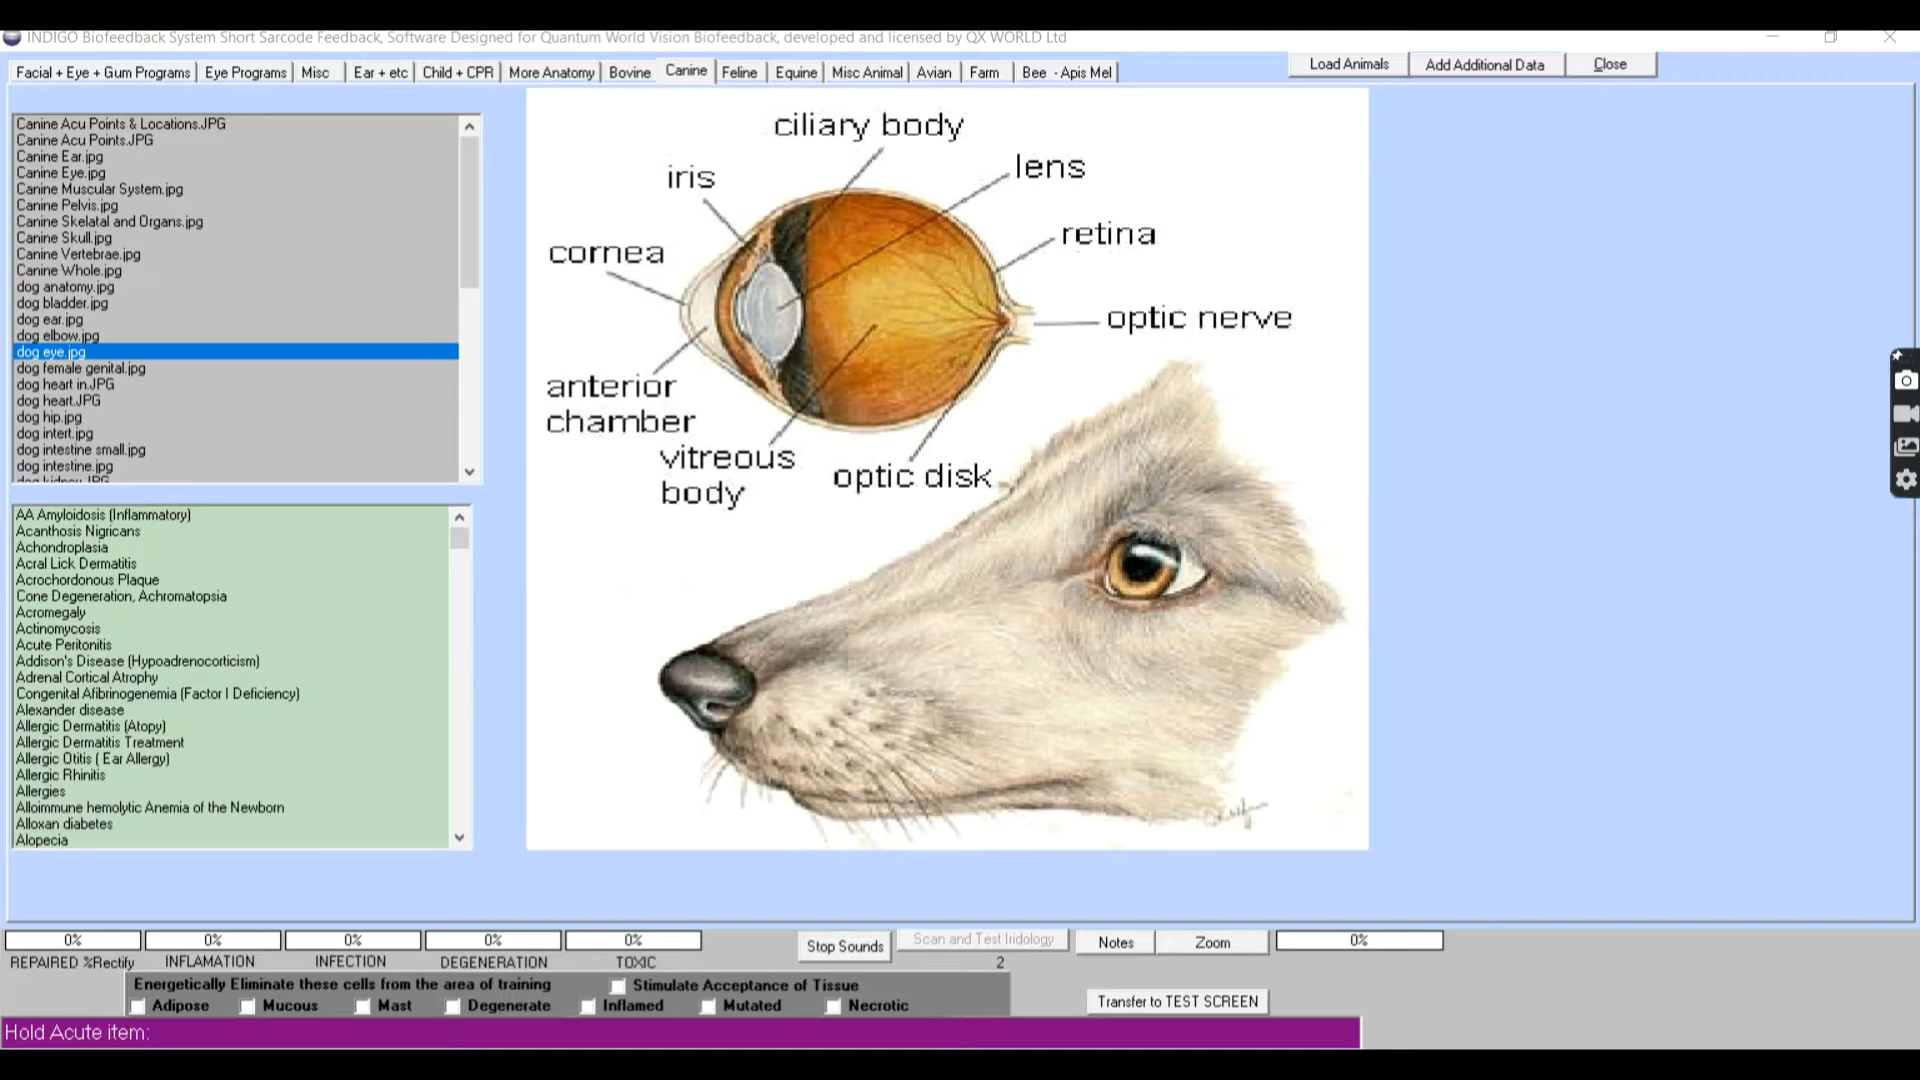 INDIGO Biofeedback System Short Sarcode Feedback, Software Designed for Quantum World Vision Biofeedback, developed and licensed by QX WORLD Ltd
Facial + Eye + Gum Programs Eye Programs Misc Ear + etc Child + CPR More Anatomy Bovine Canine Feline Equine Misc Animal Avian Farm Bee - Apis Mel
Load Animals Add Additional Data Close
Canine Acu Points & Locations.JPG
Canine Acu Points.JPG
Canine Ear.jpg
Canine Eye.jpg
Canine Muscular System.jpg
Canine Pelvis.jpg
Canine Skelatal and Organs.jpg
Canine Skull.jpg
Canine Vertebrae.jpg
Canine Whole.jpg
dog anatomy.jpg
dog bladder.jpg
dog ear.jpg
dog elbow.jpg
dog eye.jpg
dog female genital.jpg
dog heart in.JPG
dog heart.JPG
dog hip.jpg
dog intert.jpg
dog intestine small.jpg
dog intestine.jpg
dog kidney.JPG
AA Amyloidosis (Inflammatory)
Acanthosis Nigricans
Achondroplasia
Acral Lick Dermatitis
Acrochordonous Plaque
Cone Degeneration, Achromatopsia
Acromegaly
Actinomycosis
Acute Peritonitis
Addison's Disease (Hypoadrenocorticism)
Adrenal Cortical Atrophy
Congenital Afibrinogenemia (Factor I Deficiency)
Alexander disease
Allergic Dermatitis (Atopy)
Allergic Dermatitis Treatment
Allergic Otitis ( Ear Allergy)
Allergic Rhinitis
Allergies
Alloimmune hemolytic Anemia of the Newborn
Alloxan diabetes
Alopecia
ciliary body
iris
lens
cornea
retina
optic nerve
anterior
chamber
vitreous
body
optic disk
0% 0% 0% 0% 0%
REPAIRED %Rectify INFLAMATION INFECTION DEGENERATION TOXIC
Stop Sounds Scan and Test Iridology Notes Zoom 0%
2
Energetically Eliminate these cells from the area of training Stimulate Acceptance of Tissue
Adipose Mucous Mast Degenerate Inflamed Mutated Necrotic
Transfer to TEST SCREEN
Hold Acute item: